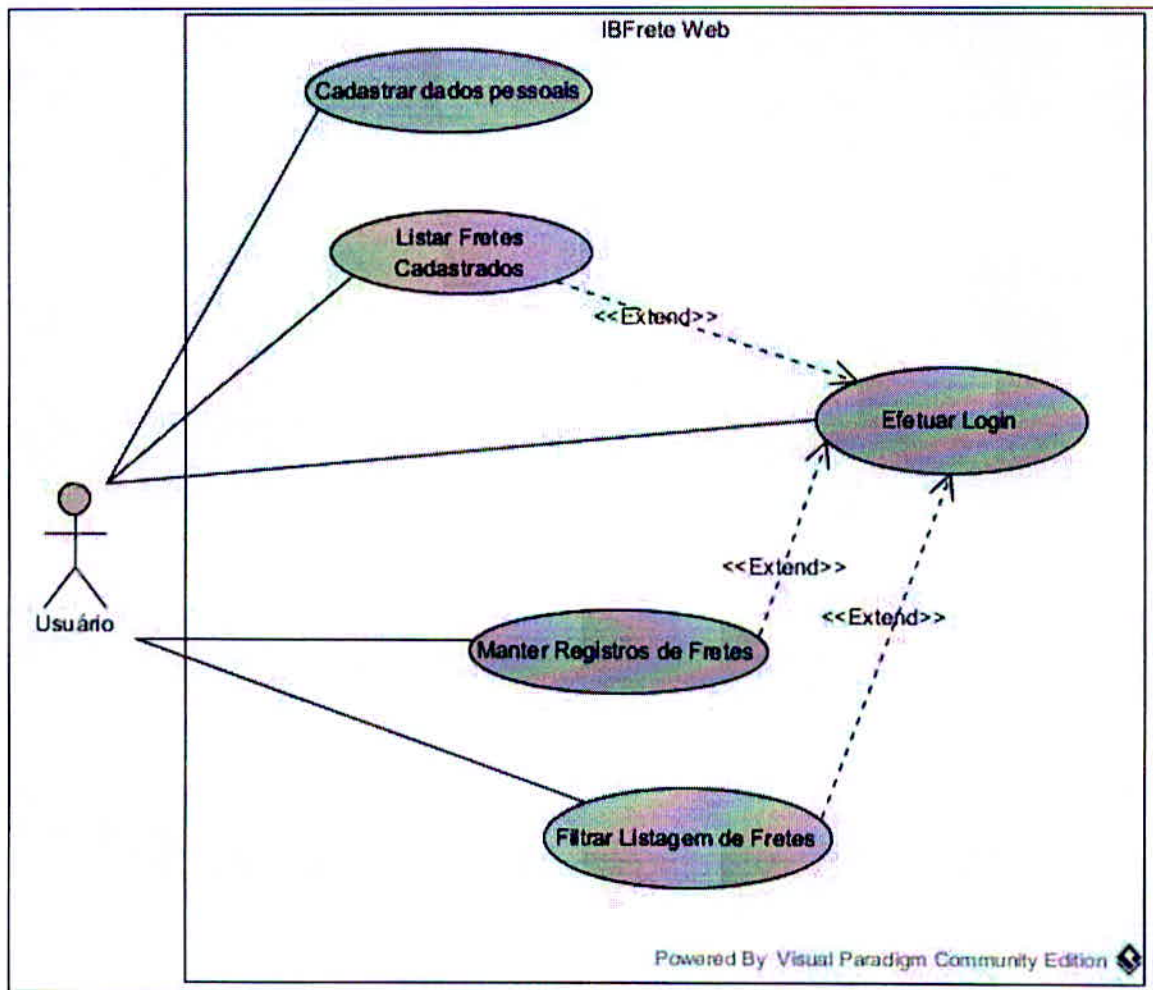 IBFrete Web
Cadastrar dados pessoais
Listar Fretes
Cadastrados
<<Extend>>
Efetuar Login
<<Extend>>
<<Extend>>
Usuário
Manter Registros de Fretes
Filtrar Listagem de Fretes
Powered By Visual Paradigm Community Edition